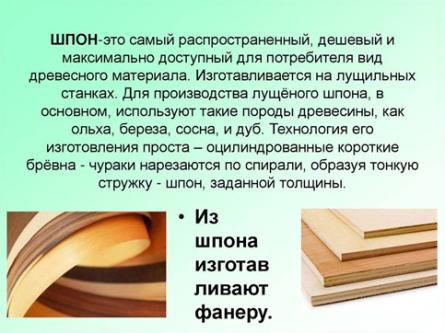 ШПОН-это самый распространенный, дешевый и
максимально доступный для потребителя вид
древесного материала. Изготавливается на лущильных
станках. Для производства лущёного шпона, в
основном, используют такие породы древесины, как
ольха, береза, сосна, и дуб. Технология его
изготовления проста – оцилиндрованные короткие
брёвна - чураки нарезаются по спирали, образуя тонкую
стружку - шпон, заданной толщины.
• Из
шпона
изготав
ливают
фанеру.